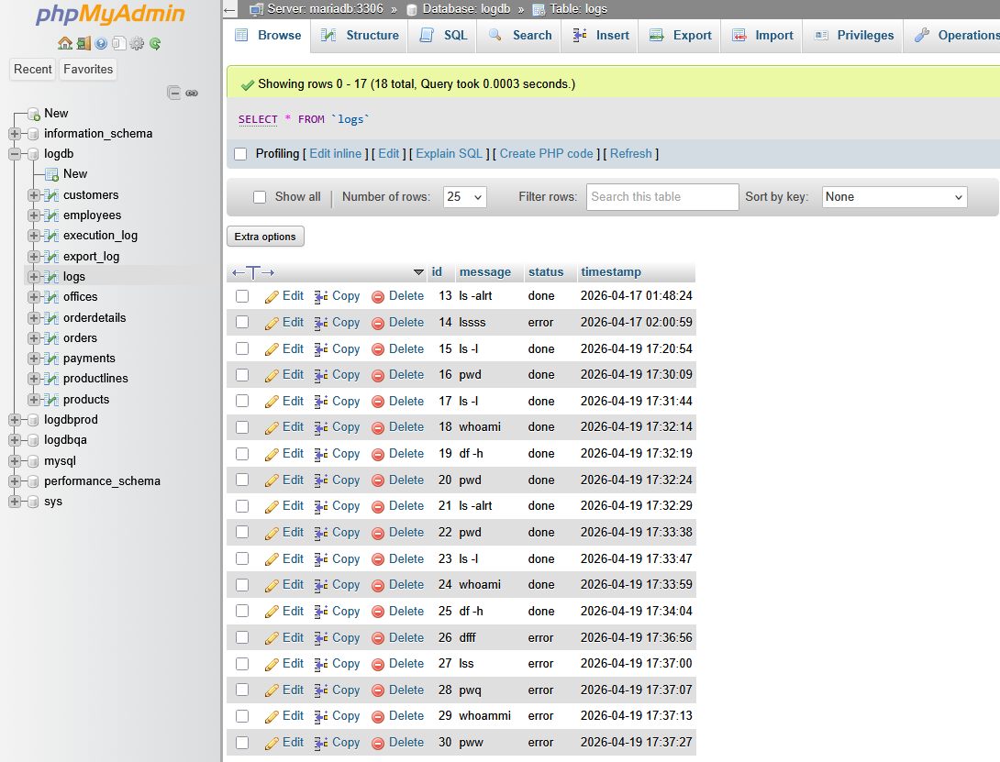 phpMyAdmin
Recent Favorites
New
information_schema
logdb
New
customers
employees
execution_log
export_log
logs
offices
orderdetails
orders
payments
productlines
products
logdbprod
logdbqa
mysql
performance_schema
sys
Server: mariadb:3306 » Database: logdb » Table: logs
Browse Structure SQL Search Insert Export Import Privileges Operations
Showing rows 0 - 17 (18 total, Query took 0.0003 seconds.)
SELECT * FROM `logs`
Profiling [ Edit inline ] [ Edit ] [ Explain SQL ] [ Create PHP code ] [ Refresh ]
Show all Number of rows: 25 Filter rows: Search this table Sort by key: None
Extra options
id message status timestamp
Edit Copy Delete 13 ls -alrt done 2026-04-17 01:48:24
Edit Copy Delete 14 lssss error 2026-04-17 02:00:59
Edit Copy Delete 15 ls -l done 2026-04-19 17:20:54
Edit Copy Delete 16 pwd done 2026-04-19 17:30:09
Edit Copy Delete 17 ls -l done 2026-04-19 17:31:44
Edit Copy Delete 18 whoami done 2026-04-19 17:32:14
Edit Copy Delete 19 df -h done 2026-04-19 17:32:19
Edit Copy Delete 20 pwd done 2026-04-19 17:32:24
Edit Copy Delete 21 ls -alrt done 2026-04-19 17:32:29
Edit Copy Delete 22 pwd done 2026-04-19 17:33:38
Edit Copy Delete 23 ls -l done 2026-04-19 17:33:47
Edit Copy Delete 24 whoami done 2026-04-19 17:33:59
Edit Copy Delete 25 df -h done 2026-04-19 17:34:04
Edit Copy Delete 26 dfff error 2026-04-19 17:36:56
Edit Copy Delete 27 lss error 2026-04-19 17:37:00
Edit Copy Delete 28 pwq error 2026-04-19 17:37:07
Edit Copy Delete 29 whoammi error 2026-04-19 17:37:13
Edit Copy Delete 30 pww error 2026-04-19 17:37:27